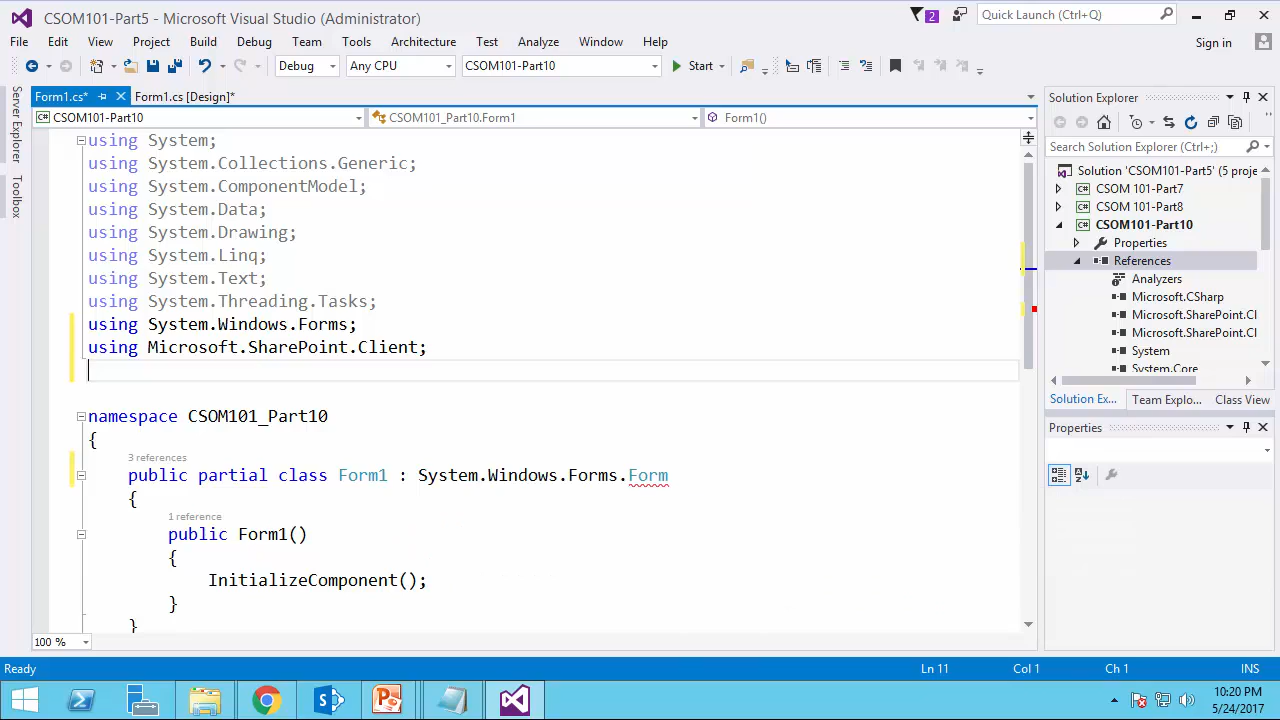 CSOM101-Part5 - Microsoft Visual Studio (Administrator)
2
Quick Launch (Ctrl+Q)
File Edit View Project Build Debug Team Tools Architecture Test Analyze Window Help
Sign in
Debug Any CPU CSOM101-Part10 Start
Server Explorer
Toolbox
Form1.cs* Form1.cs [Design]*
CSOM101-Part10 CSOM101_Part10.Form1 Form1()
using System;
using System.Collections.Generic;
using System.ComponentModel;
using System.Data;
using System.Drawing;
using System.Linq;
using System.Text;
using System.Threading.Tasks;
using System.Windows.Forms;
using Microsoft.SharePoint.Client;
namespace CSOM101_Part10
{
3 references
public partial class Form1 : System.Windows.Forms.Form
{
1 reference
public Form1()
{
InitializeComponent();
}
}
100 %
Solution Explorer
Search Solution Explorer (Ctrl+;)
Solution 'CSOM101-Part5' (5 proje
CSOM 101-Part7
CSOM 101-Part8
CSOM101-Part10
Properties
References
Analyzers
Microsoft.CSharp
Microsoft.SharePoint.Cl
Microsoft.SharePoint.Cl
System
System.Core
Solution Ex... Team Explo... Class View
Properties
Ready Ln 11 Col 1 Ch 1 INS
10:20 PM
5/24/2017